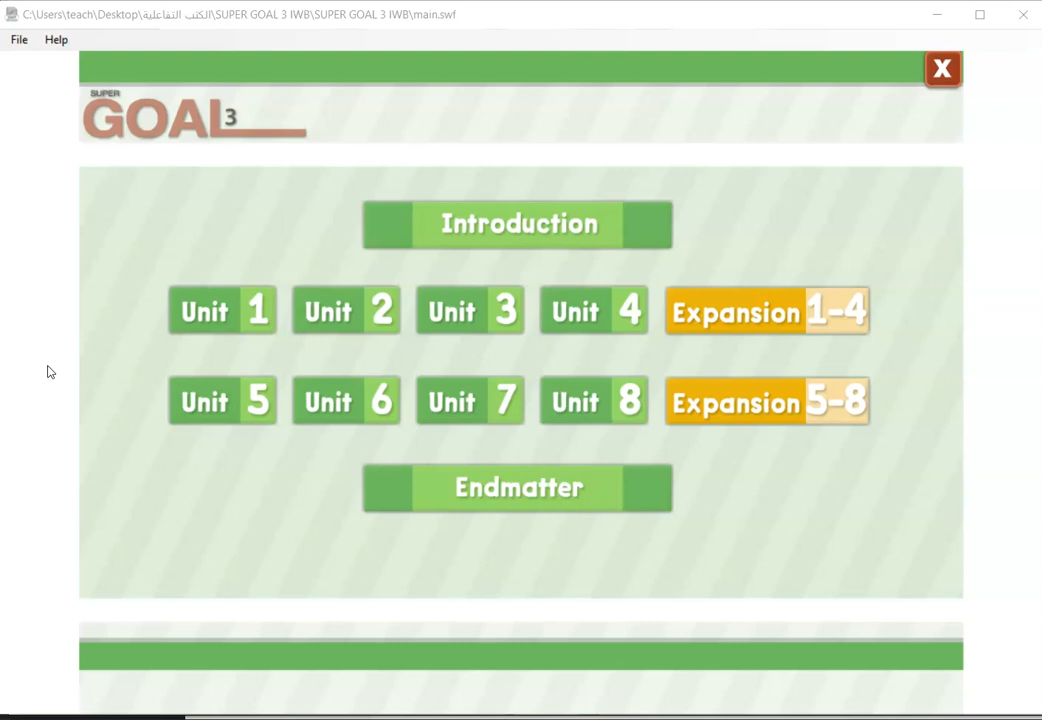 C:\Users\teach\Desktop\الكتب التفاعلية\SUPER GOAL 3 IWB\SUPER GOAL 3 IWB\main.swf
File Help
X
SUPER
GOAL 3
Introduction
Unit 1 Unit 2 Unit 3 Unit 4 Expansion 1-4
Unit 5 Unit 6 Unit 7 Unit 8 Expansion 5-8
Endmatter